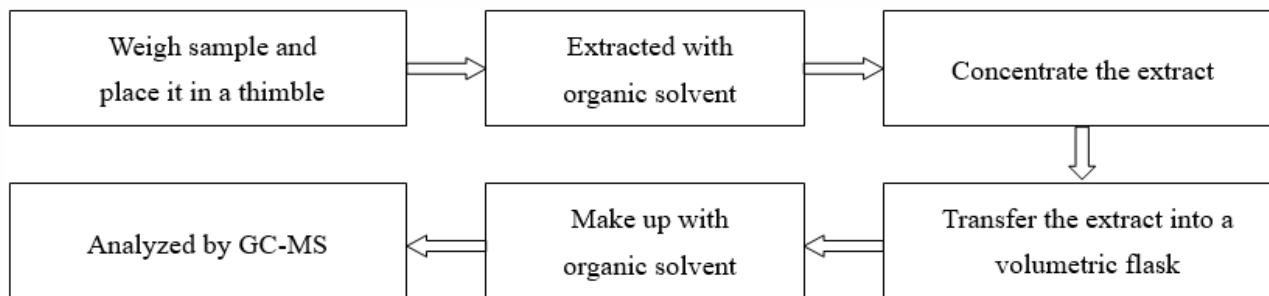 Weigh sample and
place it in a thimble
Extracted with
organic solvent
Concentrate the extract
Transfer the extract into a
volumetric flask
Make up with
organic solvent
Analyzed by GC-MS